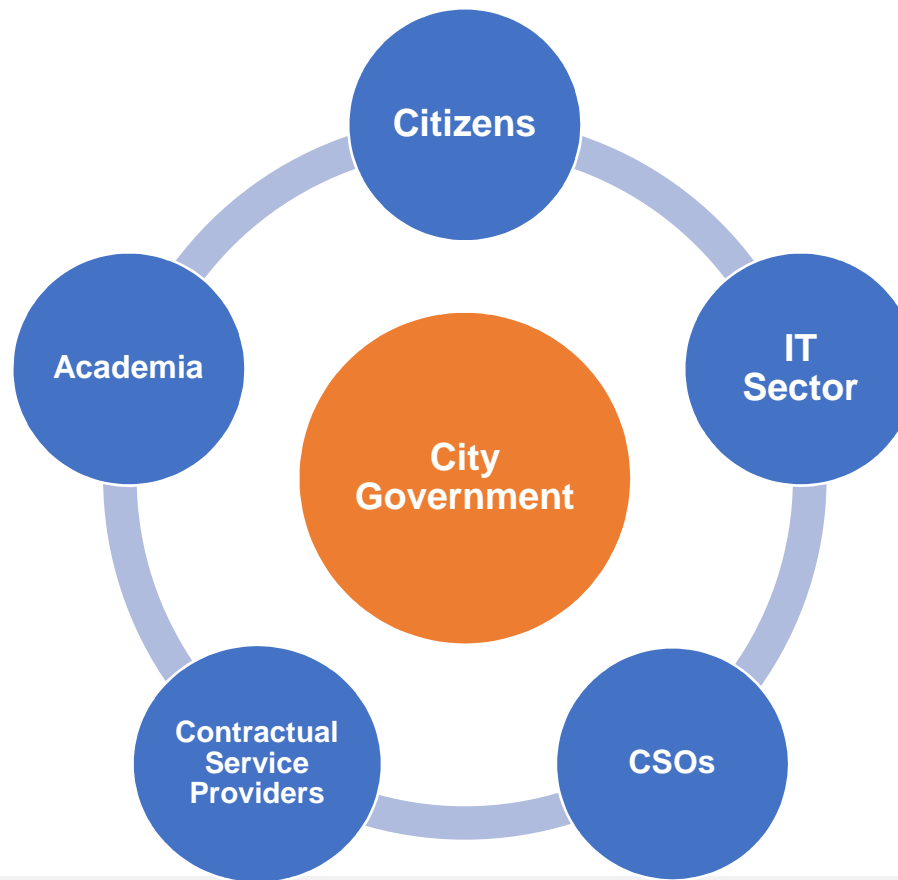 Citizens
IT
Sector
Academia
City
Government
Contractual
Service
Providers
CSOs